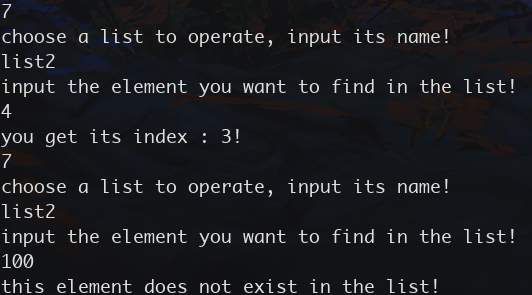 7
choose a list to operate, input its name!
list2
input the element you want to find in the list!
4
you get its index : 3!
7
choose a list to operate, input its name!
list2
input the element you want to find in the list!
100
this element does not exist in the list!